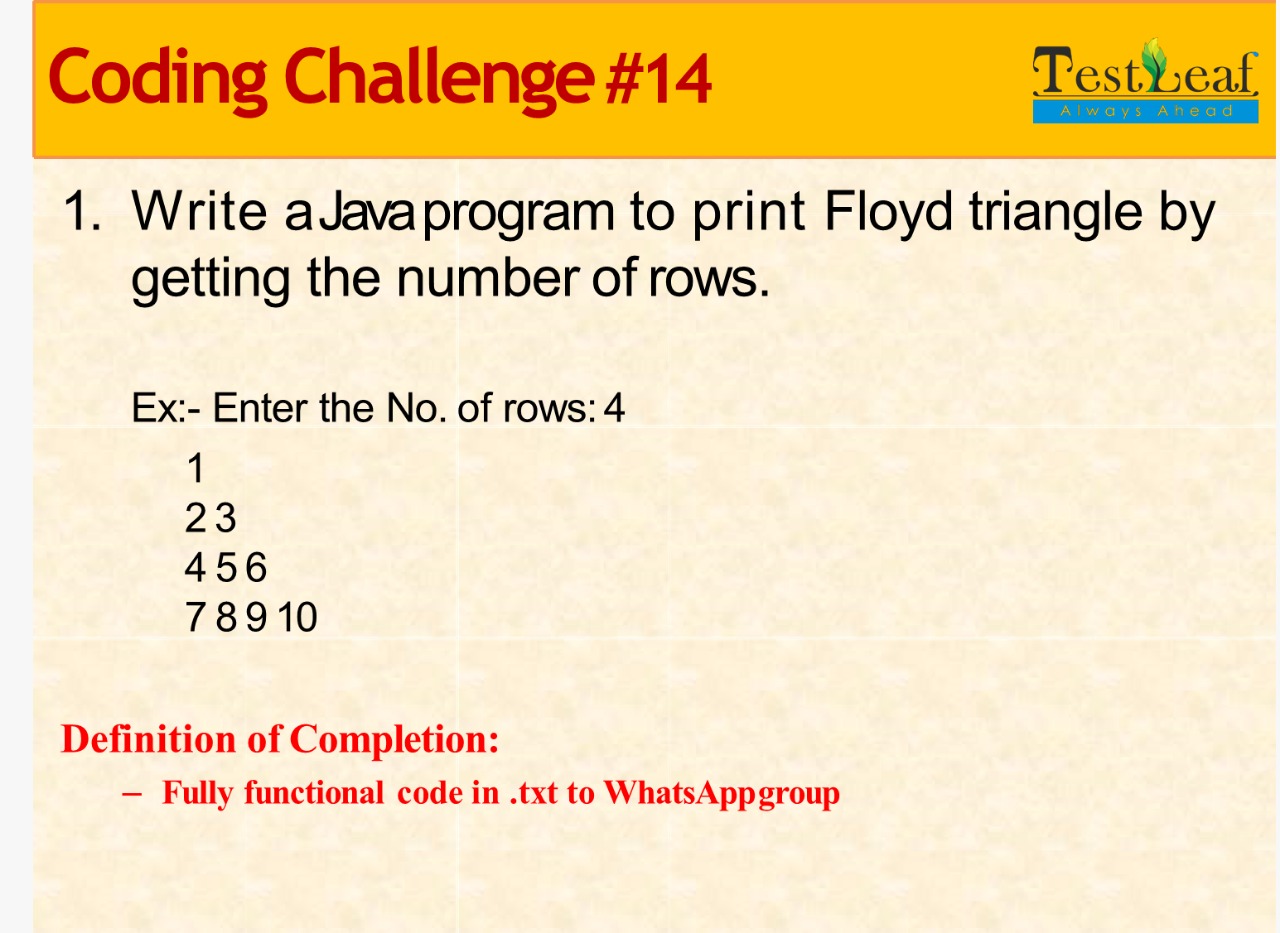 Coding Challenge #14
TestLeaf
Always Ahead
1. Write a Java program to print Floyd triangle by
getting the number of rows.
Ex:- Enter the No. of rows: 4
1
2 3
4 5 6
7 8 9 10
Definition of Completion:
– Fully functional code in .txt to WhatsApp group